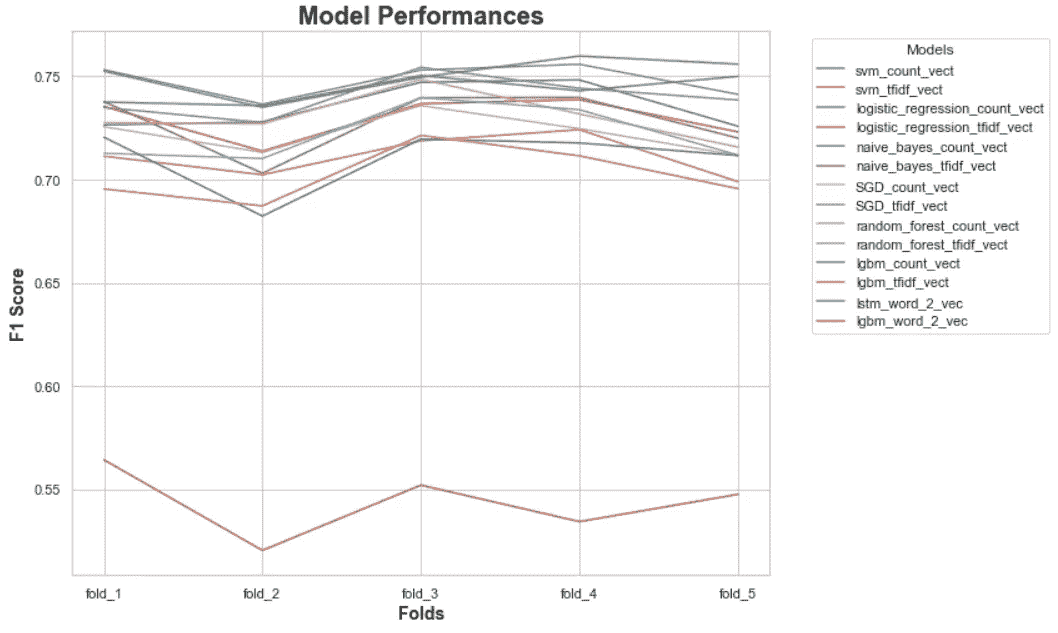 Model Performances
Models
svm_count_vect
svm_tfidf_vect
logistic_regression_count_vect
logistic_regression_tfidf_vect
naive_bayes_count_vect
naive_bayes_tfidf_vect
SGD_count_vect
SGD_tfidf_vect
random_forest_count_vect
random_forest_tfidf_vect
lgbm_count_vect
lgbm_tfidf_vect
lstm_word_2_vec
lgbm_word_2_vec
F1 Score
0.75
0.70
0.65
0.60
0.55
fold_1 fold_2 fold_3 fold_4 fold_5
Folds